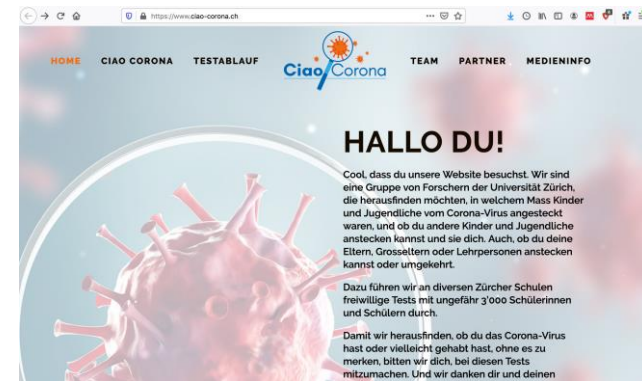 https://www.ciao-corona.ch
HOME CIAO CORONA TESTABLAUF Ciao Corona TEAM PARTNER MEDIENINFO
HALLO DU!
Cool, dass du unsere Website besuchst. Wir sind
eine Gruppe von Forschern der Universität Zürich,
die herausfinden möchten, in welchem Mass Kinder
und Jugendliche vom Corona-Virus angesteckt
waren, und ob du andere Kinder und Jugendliche
anstecken kannst und sie dich. Auch, ob du deine
Eltern, Grosseltern oder Lehrpersonen anstecken
kannst oder umgekehrt.
Dazu führen wir an diversen Zürcher Schulen
freiwillige Tests mit ungefähr 3'000 Schülerinnen
und Schülern durch.
Damit wir herausfinden, ob du das Corona-Virus
hast oder vielleicht gehabt hast, ohne es zu
merken, bitten wir dich, bei diesen Tests
mitzumachen. Und wir danken dir und deinen